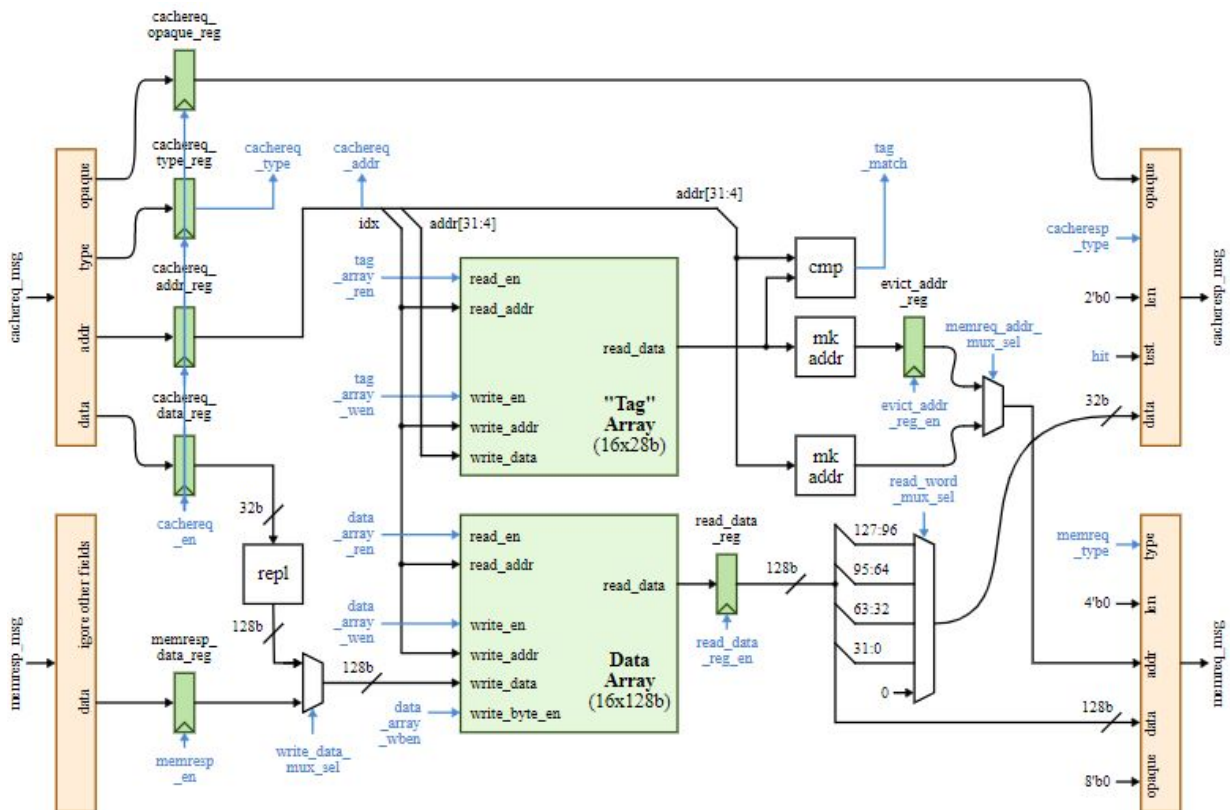 cachereq_
opaque_reg
cachereq_
type_reg
cachereq
_type
cachereq
_addr
tag
_match
opaque
type
addr
data
cachereq_msg
cachereq_
addr_reg
cachereq_
data_reg
cachereq
_en
idx
addr[31:4]
addr[31:4]
tag
_array
_ren
read_en
read_addr
read_data
tag
_array
_wen
write_en
write_addr
write_data
"Tag"
Array
(16x28b)
cmp
mk
addr
evict_addr
_reg
evict_addr
_reg_en
memreq_addr_
mux_sel
mk
addr
read_word
_mux_sel
opaque
cacheresp
_type
2'b0
len
hit
test
32b
data
cacheresp_msg
32b
repl
128b
memresp_msg
igore other fields
data
memresp_
data_reg
memresp
_en
write_data_
mux_sel
128b
data
_array
_ren
read_en
read_addr
read_data
data
_array
_wen
write_en
write_addr
write_data
write_byte_en
data
_array
_wben
Data
Array
(16x128b)
read_data
_reg
read_data
_reg_en
128b
127:96
95:64
63:32
31:0
0
memreq
_type
type
4'b0
len
addr
128b
data
8'b0
opaque
memreq_msg